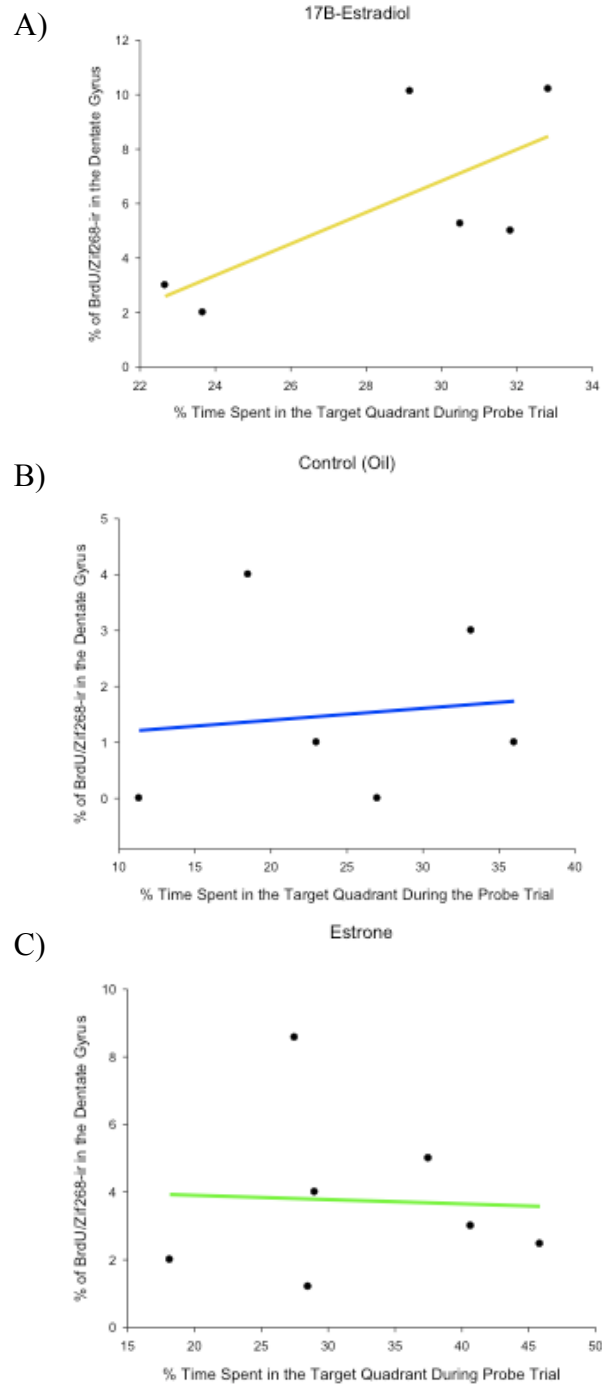 A)
17B-Estradiol
% of BrdU/Zif268-ir in the Dentate Gyrus
12
10
8
6
4
2
0
22 24 26 28 30 32 34
% Time Spent in the Target Quadrant During Probe Trial
B)
Control (Oil)
% of BrdU/Zif268-ir in the Dentate Gyrus
5
4
3
2
1
0
10 15 20 25 30 35 40
% Time Spent in the Target Quadrant During the Probe Trial
C)
Estrone
% of BrdU/Zif268-ir in the Dentate Gyrus
10
8
6
4
2
0
15 20 25 30 35 40 45 50
% Time Spent in the Target Quadrant During Probe Trial